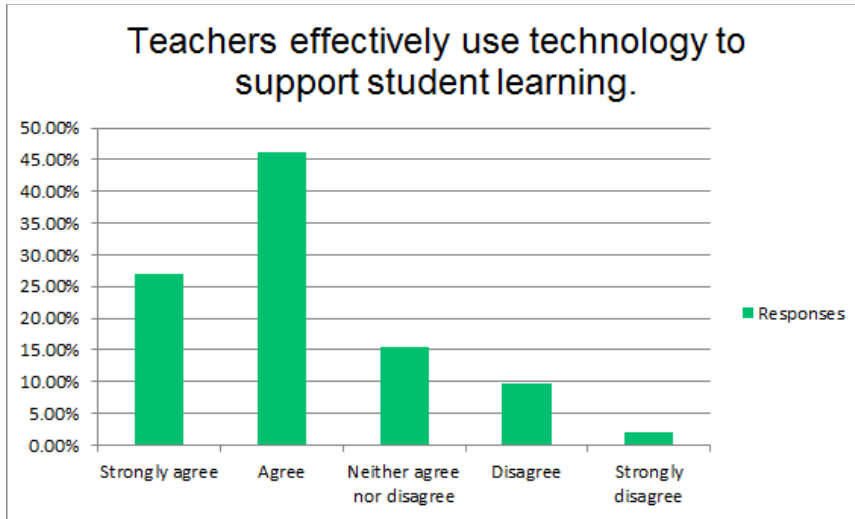 Teachers effectively use technology to
support student learning.
50.00%
45.00%
40.00%
35.00%
30.00%
25.00%
20.00%
15.00%
10.00%
5.00%
0.00%
Strongly agree
Agree
Neither agree
nor disagree
Disagree
Strongly
disagree
Responses